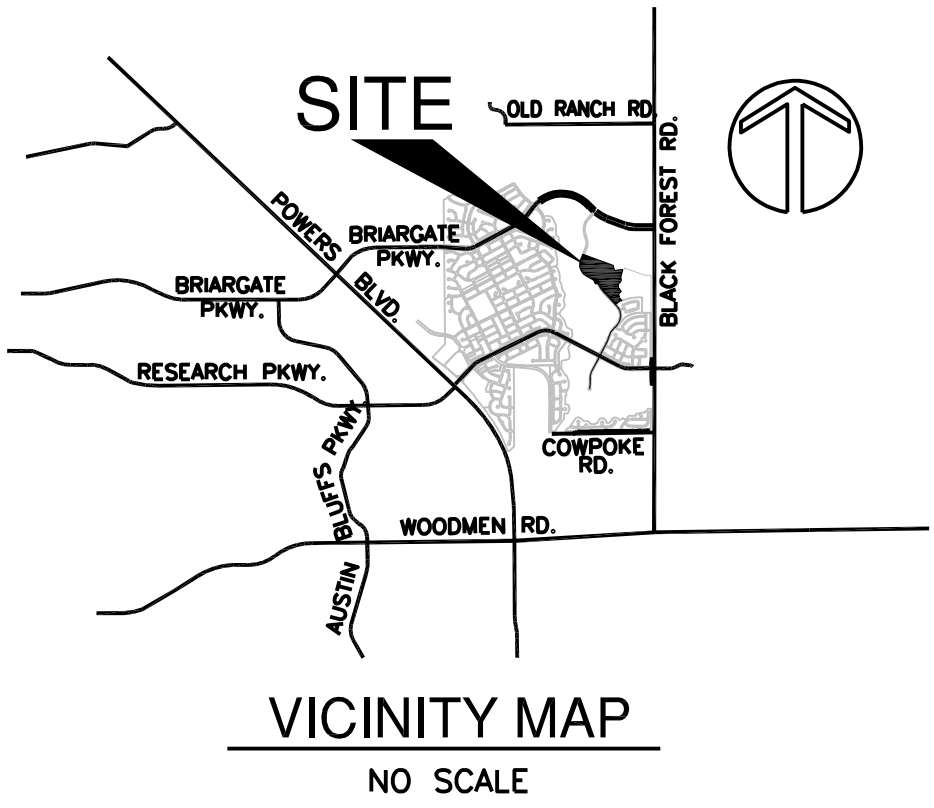 SITE
OLD RANCH RD.
BLACK FOREST RD.
POWERS
BLVD.
BRIARGATE
PKWY.
BRIARGATE
PKWY.
RESEARCH PKWY.
COWPOKE
RD.
AUSTIN BLUFFS PKWY.
WOODMEN RD.
VICINITY MAP
NO SCALE